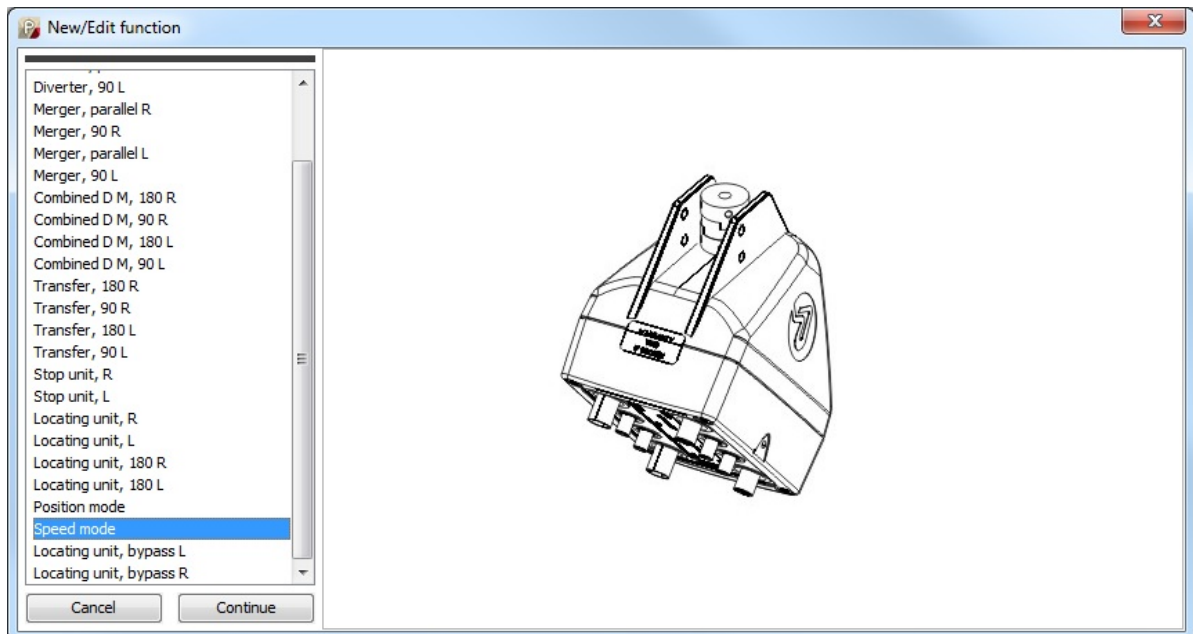 New/Edit function
Diverter, 90 L
Merger, parallel R
Merger, 90 R
Merger, parallel L
Merger, 90 L
Combined D M, 180 R
Combined D M, 90 R
Combined D M, 180 L
Combined D M, 90 L
Transfer, 180 R
Transfer, 90 R
Transfer, 180 L
Transfer, 90 L
Stop unit, R
Stop unit, L
Locating unit, R
Locating unit, L
Locating unit, 180 R
Locating unit, 180 L
Position mode
Speed mode
Locating unit, bypass L
Locating unit, bypass R
Cancel
Continue